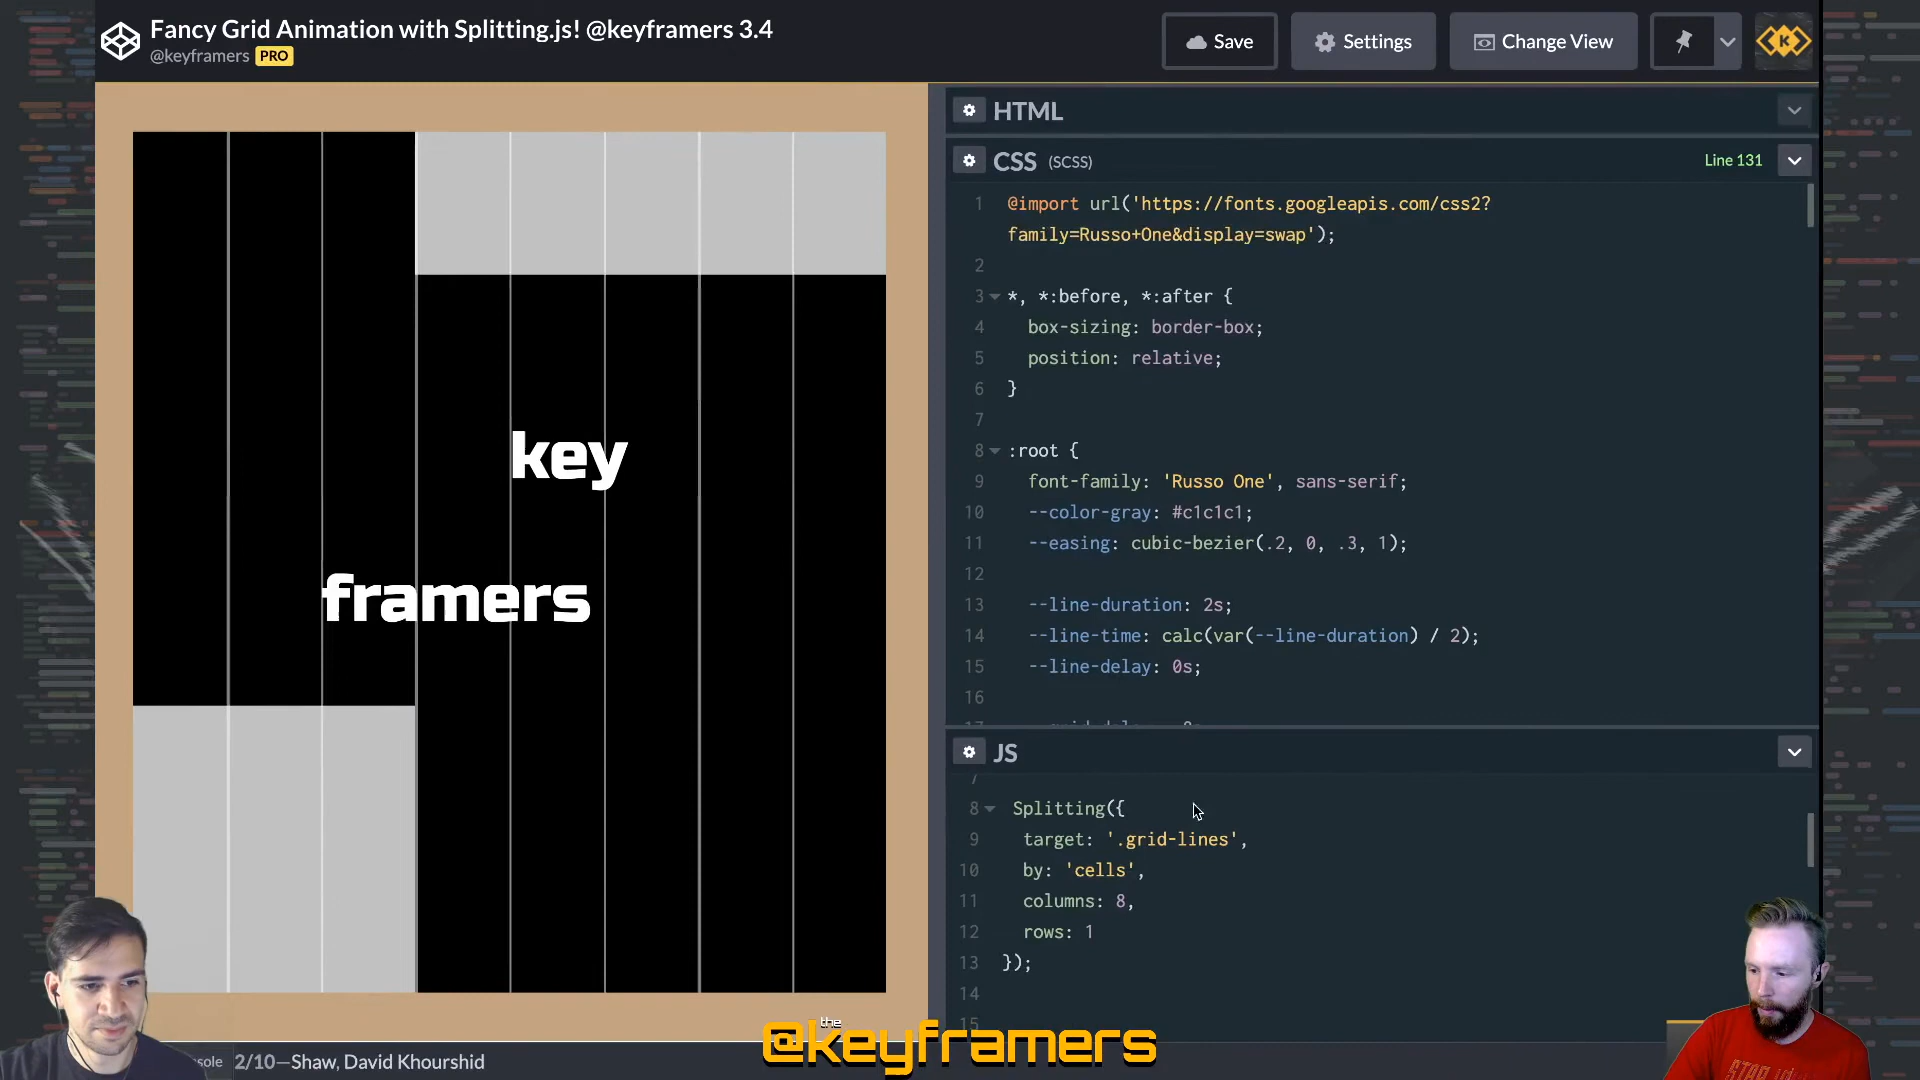 Fancy Grid Animation with Splitting.js! @keyframers 3.4
@keyframers PRO
Save
Settings
Change View
K
key
framers
HTML
CSS (SCSS)
Line 131
1 @import url('https://fonts.googleapis.com/css2?
family=Russo+One&display=swap');
2
3 *, *:before, *:after {
4 box-sizing: border-box;
5 position: relative;
6 }
7
8 :root {
9 font-family: 'Russo One', sans-serif;
10 --color-gray: #c1c1c1;
11 --easing: cubic-bezier(.2, 0, .3, 1);
12
13 --line-duration: 2s;
14 --line-time: calc(var(--line-duration) / 2);
15 --line-delay: 0s;
16
JS
7
8 Splitting({
9 target: '.grid-lines',
10 by: 'cells',
11 columns: 8,
12 rows: 1
13 });
14
15
the
@keyframers
sole 2/10—Shaw, David Khourshid